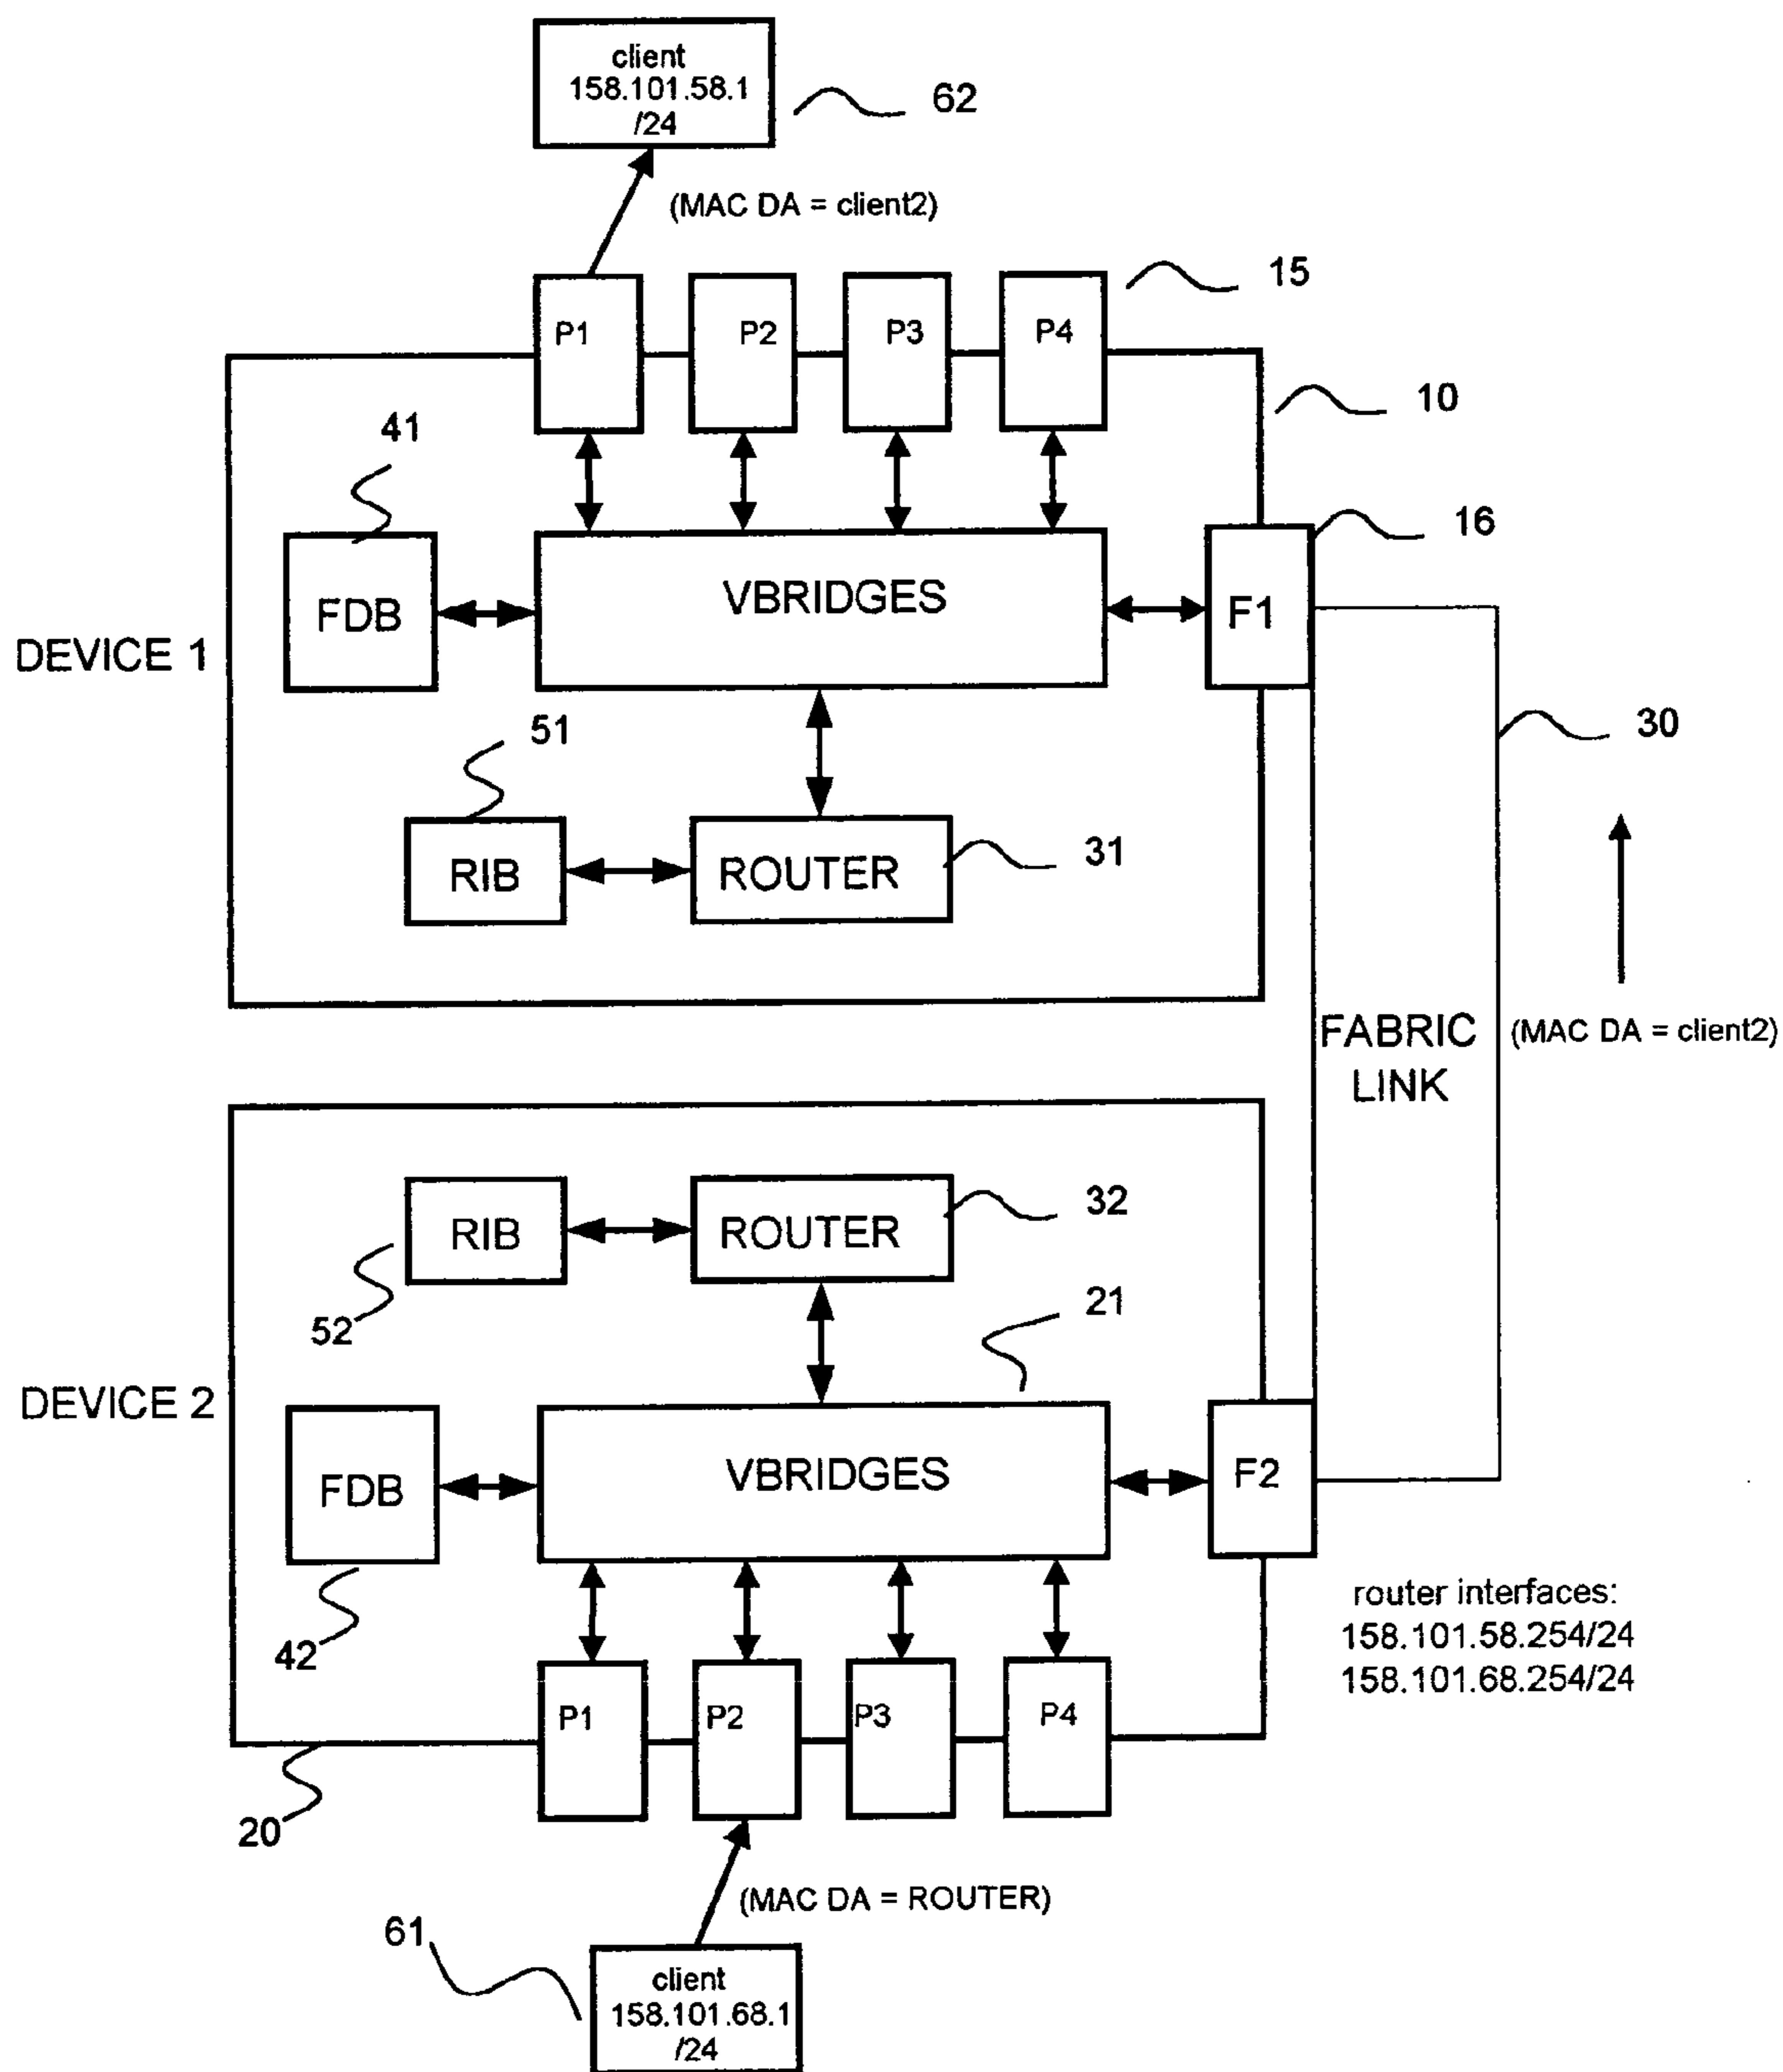 client
158.101.58.1
/24
62
(MAC DA = client2)
15
P1
P2
P3
P4
10
41
16
VBRIDGES
FDB
F1
DEVICE 1
51
30
RIB
ROUTER
31
FABRIC
LINK
(MAC DA = client2)
RIB
ROUTER
32
52
21
DEVICE 2
FDB
VBRIDGES
F2
42
router interfaces:
158.101.58.254/24
158.101.68.254/24
P1
P2
P3
P4
20
(MAC DA = ROUTER)
61
client
158.101.68.1
/24